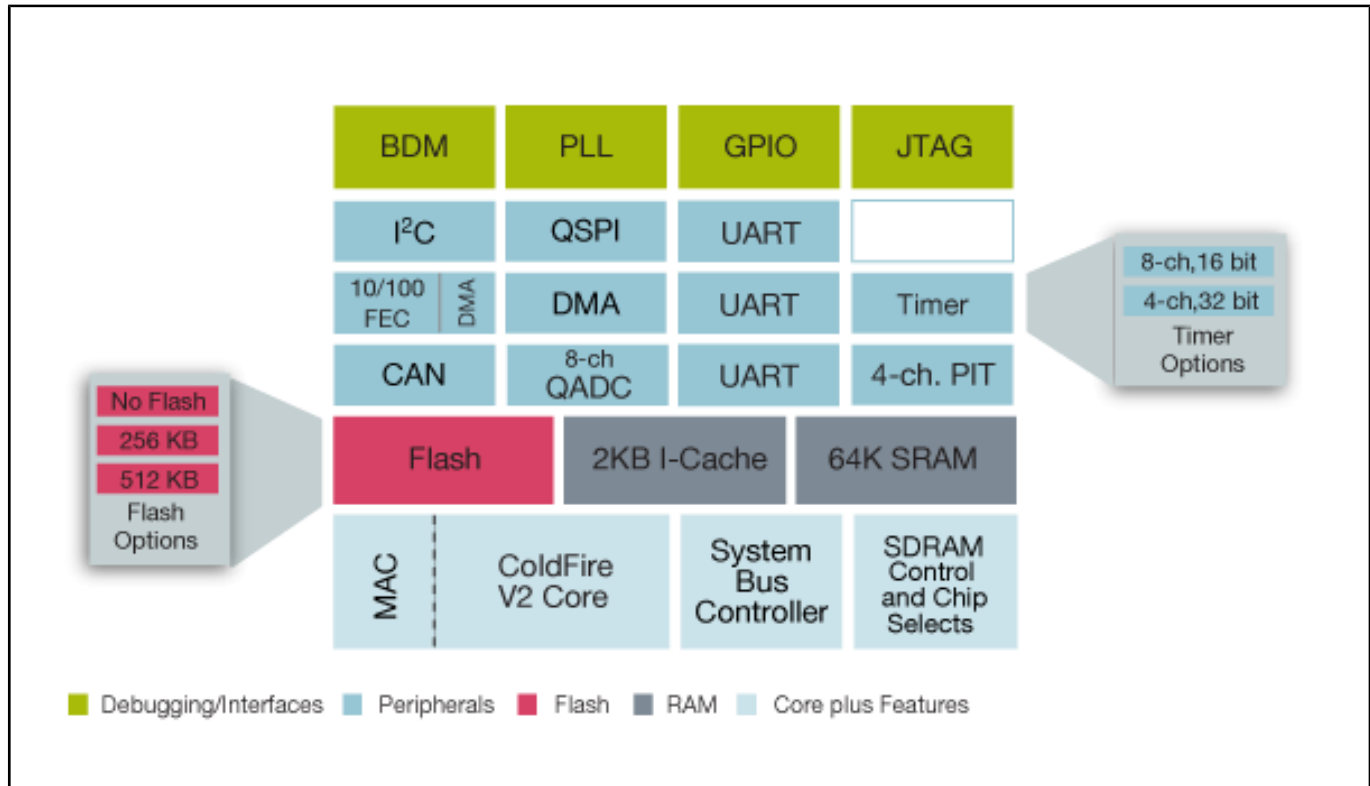 BDM
PLL
GPIO
JTAG
I²C
QSPI
UART
10/100
FEC
DMA
DMA
UART
Timer
8-ch,16 bit
4-ch,32 bit
Timer
Options
CAN
8-ch
QADC
UART
4-ch. PIT
No Flash
256 KB
512 KB
Flash
Options
Flash
2KB I-Cache
64K SRAM
MAC
ColdFire
V2 Core
System
Bus
Controller
SDRAM
Control
and Chip
Selects
Debugging/Interfaces
Peripherals
Flash
RAM
Core plus Features